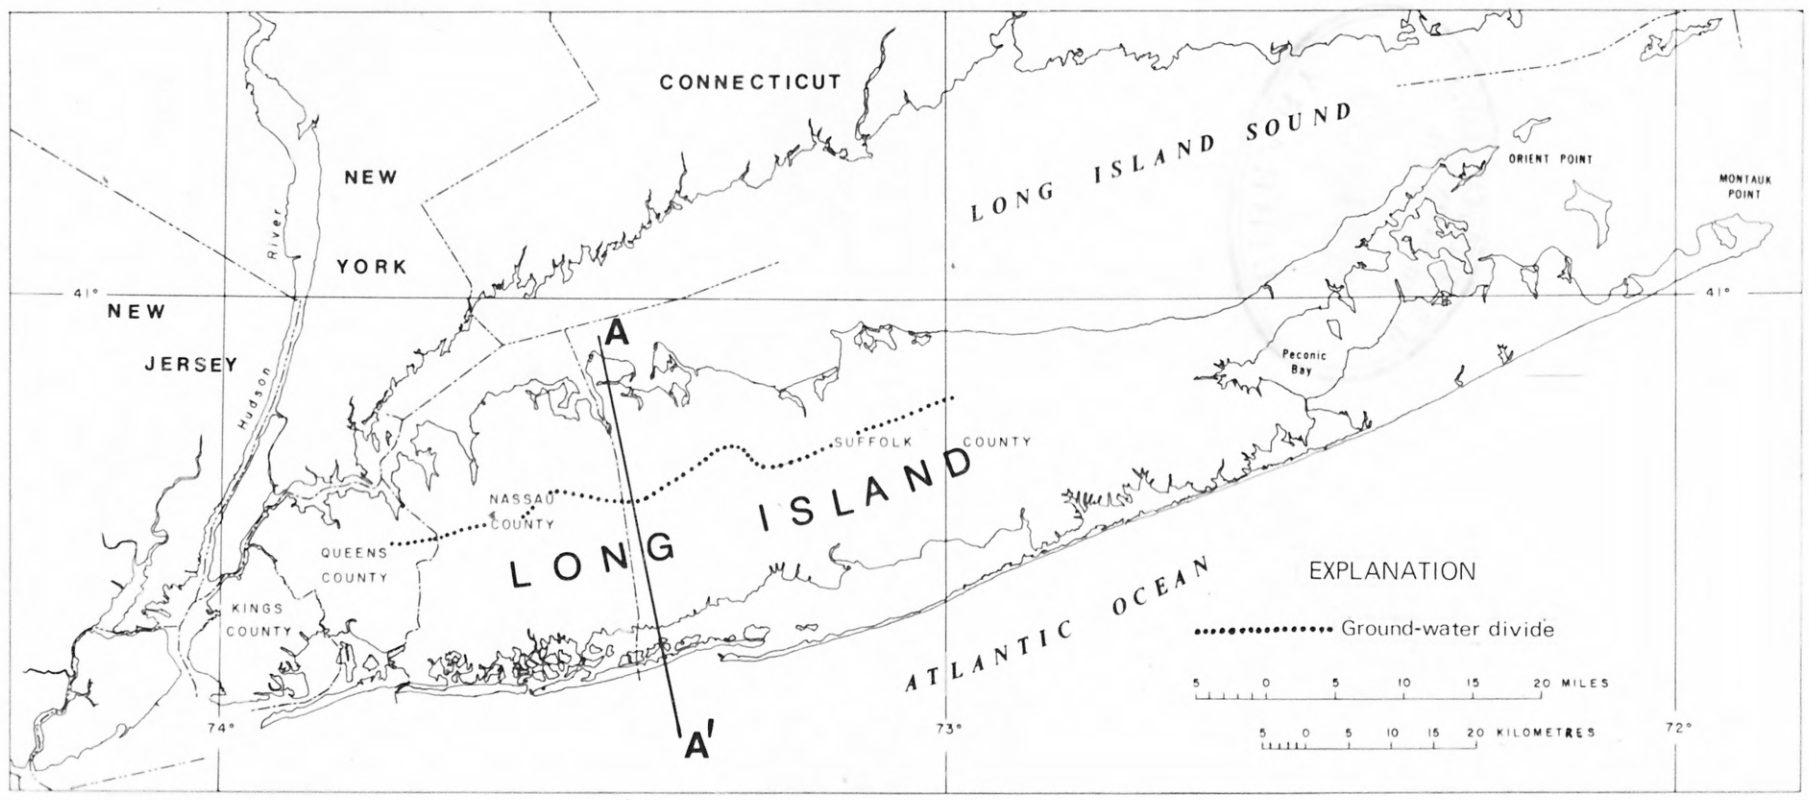 CONNECTICUT
LONG ISLAND SOUND
ORIENT POINT
MONTAUK
POINT
NEW
YORK
River
41°
41°
NEW
JERSEY
Hudson
A
Peconic
Bay
SUFFOLK COUNTY
NASSAU
COUNTY
LONG ISLAND
QUEENS
COUNTY
KINGS
COUNTY
ATLANTIC OCEAN
EXPLANATION
Ground-water divide
5 0 5 10 15 20 MILES
5 0 5 10 15 20 KILOMETRES
74°
A'
73°
72°